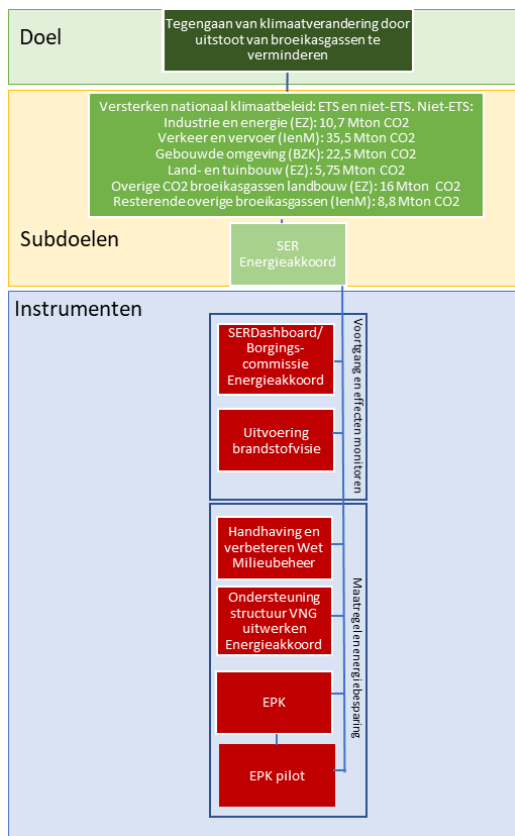 Doel
Tegengaan van klimaatverandering door
uitstoot van broeikasgassen te
verminderen
Versterken nationaal klimaatbeleid: ETS en niet-ETS. Niet-ETS:
Industrie en energie (EZ): 10,7 Mton CO2
Verkeer en vervoer (IenM): 35,5 Mton CO2
Gebouwde omgeving (BZK): 22,5 Mton CO2
Land- en tuinbouw (EZ): 5,75 Mton CO2
Overige CO2 broeikasgassen landbouw (EZ): 16 Mton CO2
Resterende overige broeikasgassen (IenM): 8,8 Mton CO2
Subdoelen
SER
Energieakkoord
Instrumenten
SERDashboard/
Borgings-
commissie
Energieakkoord
Uitvoering
brandstofvisie
Voortgang en effecten monitoren
Handhaving en
verbeteren Wet
Milieubeheer
Ondersteuning
structuur VNG
uitwerken
Energieakkoord
EPK
EPK pilot
Maatregelen energiebesparing